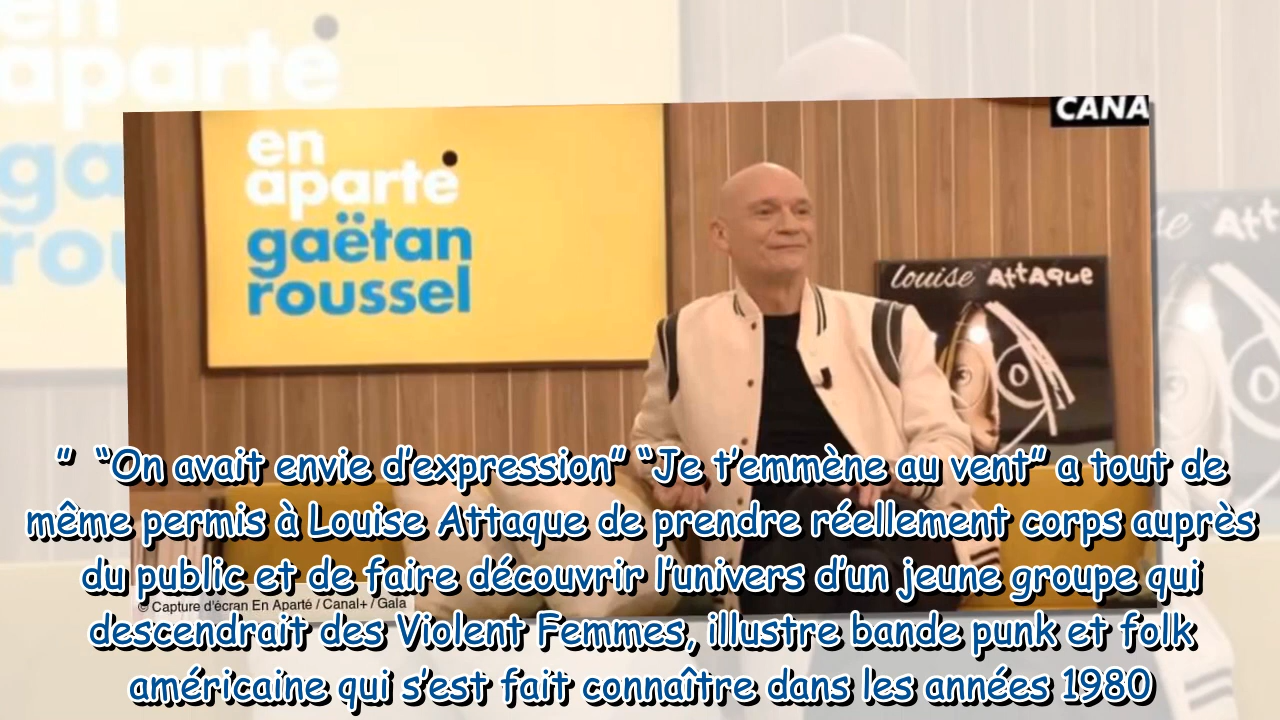 en
aparté
gaëtan
roussel
CANA
louise Attaque
” “On avait envie d’expression” “Je t’emmène au vent” a tout de
même permis à Louise Attaque de prendre réellement corps auprès
du public et de faire découvrir l’univers d’un jeune groupe qui
© Capture d'écran En Aparté / Canal+ / Gala
descendrait des Violent Femmes, illustre bande punk et folk
américaine qui s’est fait connaître dans les années 1980